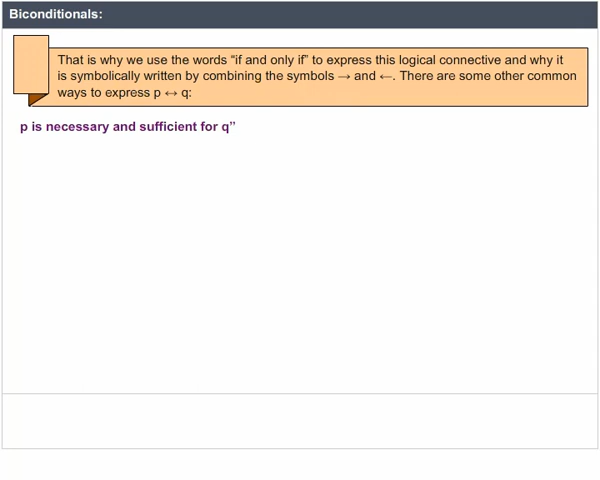 Biconditionals:
That is why we use the words “if and only if” to express this logical connective and why it
is symbolically written by combining the symbols → and ←. There are some other common
ways to express p ↔ q:
p is necessary and sufficient for q”